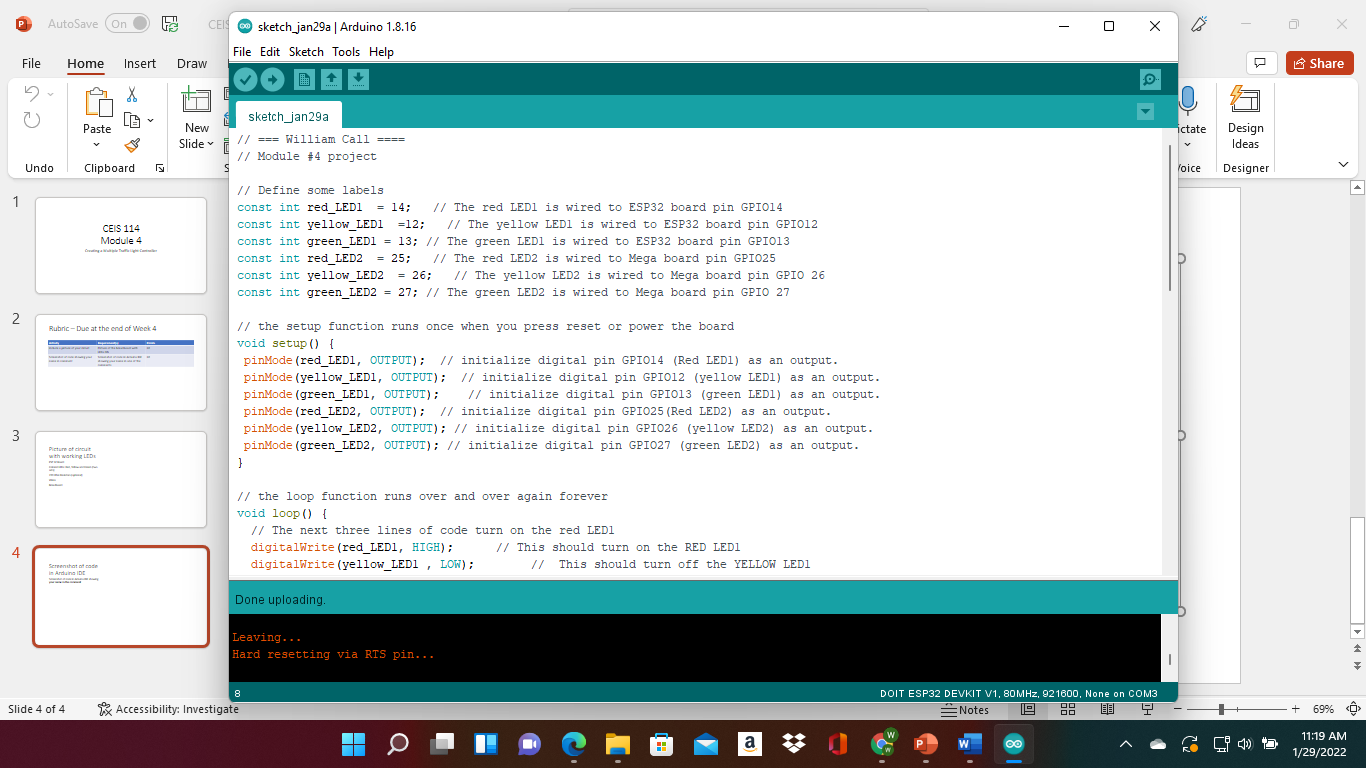 AutoSave On CEIS
File Home Insert Draw
Share
Undo
Paste
Clipboard
New
Slide
Design
Ideas
Designer
sketch_jan29a | Arduino 1.8.16
File Edit Sketch Tools Help
sketch_jan29a
// === William Call ====
// Module #4 project
// Define some labels
const int red_LED1 = 14; // The red LED1 is wired to ESP32 board pin GPIO14
const int yellow_LED1 =12; // The yellow LED1 is wired to ESP32 board pin GPIO12
const int green_LED1 = 13; // The green LED1 is wired to ESP32 board pin GPIO13
const int red_LED2 = 25; // The red LED2 is wired to Mega board pin GPIO25
const int yellow_LED2 = 26; // The yellow LED2 is wired to Mega board pin GPIO 26
const int green_LED2 = 27; // The green LED2 is wired to Mega board pin GPIO 27
// the setup function runs once when you press reset or power the board
void setup() {
pinMode(red_LED1, OUTPUT); // initialize digital pin GPIO14 (Red LED1) as an output.
pinMode(yellow_LED1, OUTPUT); // initialize digital pin GPIO12 (yellow LED1) as an output.
pinMode(green_LED1, OUTPUT); // initialize digital pin GPIO13 (green LED1) as an output.
pinMode(red_LED2, OUTPUT); // initialize digital pin GPIO25(Red LED2) as an output.
pinMode(yellow_LED2, OUTPUT); // initialize digital pin GPIO26 (yellow LED2) as an output.
pinMode(green_LED2, OUTPUT); // initialize digital pin GPIO27 (green LED2) as an output.
}
// the loop function runs over and over again forever
void loop() {
// The next three lines of code turn on the red LED1
digitalWrite(red_LED1, HIGH); // This should turn on the RED LED1
digitalWrite(yellow_LED1 , LOW); // This should turn off the YELLOW LED1
Done uploading.
Leaving...
Hard resetting via RTS pin...
8 DOIT ESP32 DEVKIT V1, 80MHz, 921600, None on COM3
1
CEIS 114
Module 4
Creating a Multiple Traffic Light Controller
2
Rubric – Due at the end of Week 4
3
Picture of circuit
with working LEDs
4
Screenshot of code
in Arduino IDE
Slide 4 of 4 Accessibility: Investigate Notes 69%
11:19 AM
1/29/2022